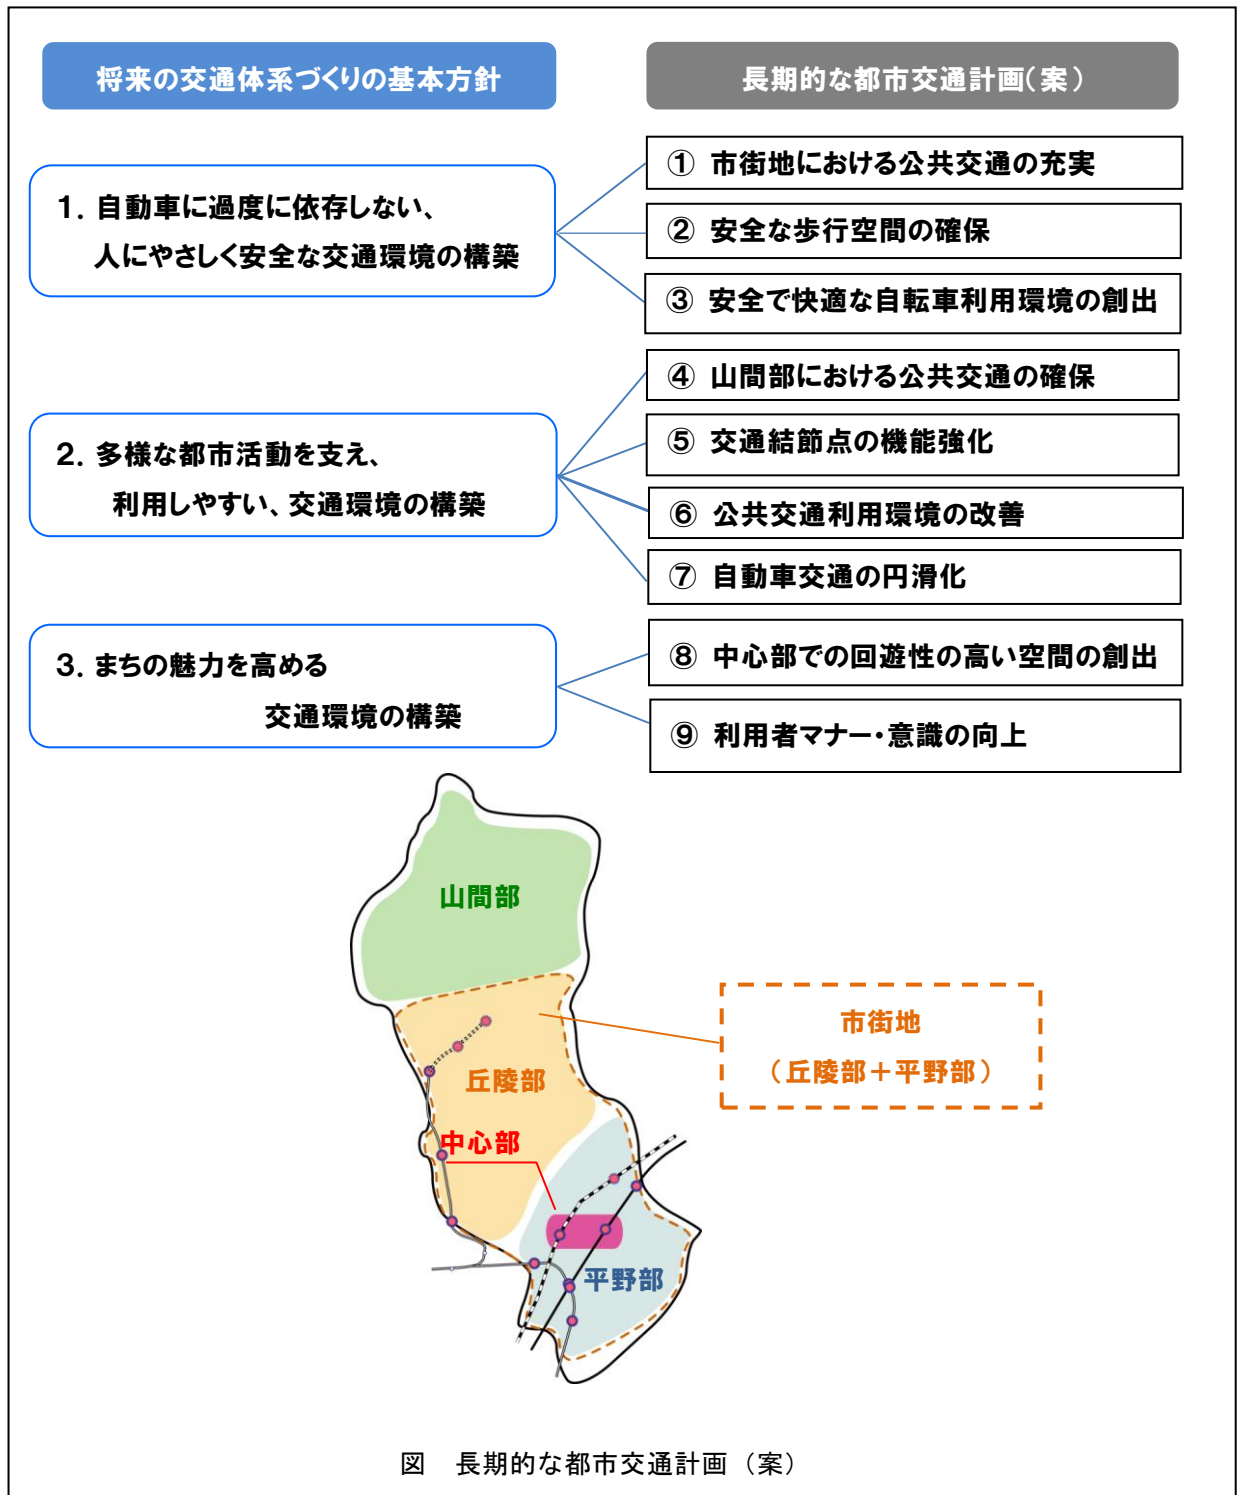 将来の交通体系づくりの基本方針
長期的な都市交通計画（案）
1. 自動車に過度に依存しない、
人にやさしく安全な交通環境の構築
① 市街地における公共交通の充実
② 安全な歩行空間の確保
③ 安全で快適な自転車利用環境の創出
2. 多様な都市活動を支え、
利用しやすい、交通環境の構築
④ 山間部における公共交通の確保
⑤ 交通結節点の機能強化
⑥ 公共交通利用環境の改善
⑦ 自動車交通の円滑化
3. まちの魅力を高める
交通環境の構築
⑧ 中心部での回遊性の高い空間の創出
⑨ 利用者マナー・意識の向上
山間部
市街地
（丘陵部＋平野部）
丘陵部
中心部
平野部
図　長期的な都市交通計画（案）